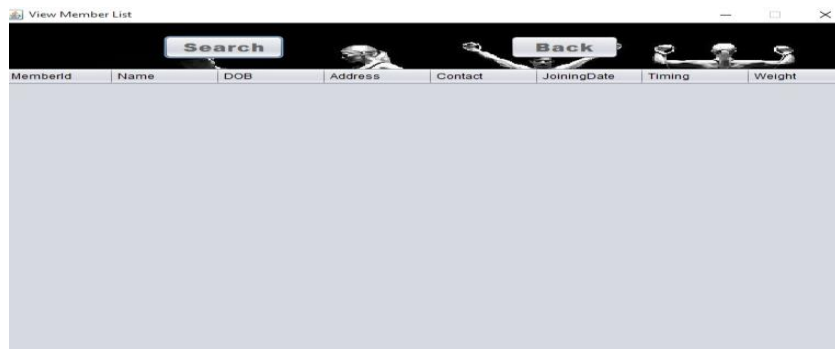 View Member List
Search Back
MemberId Name DOB Address Contact JoiningDate Timing Weight